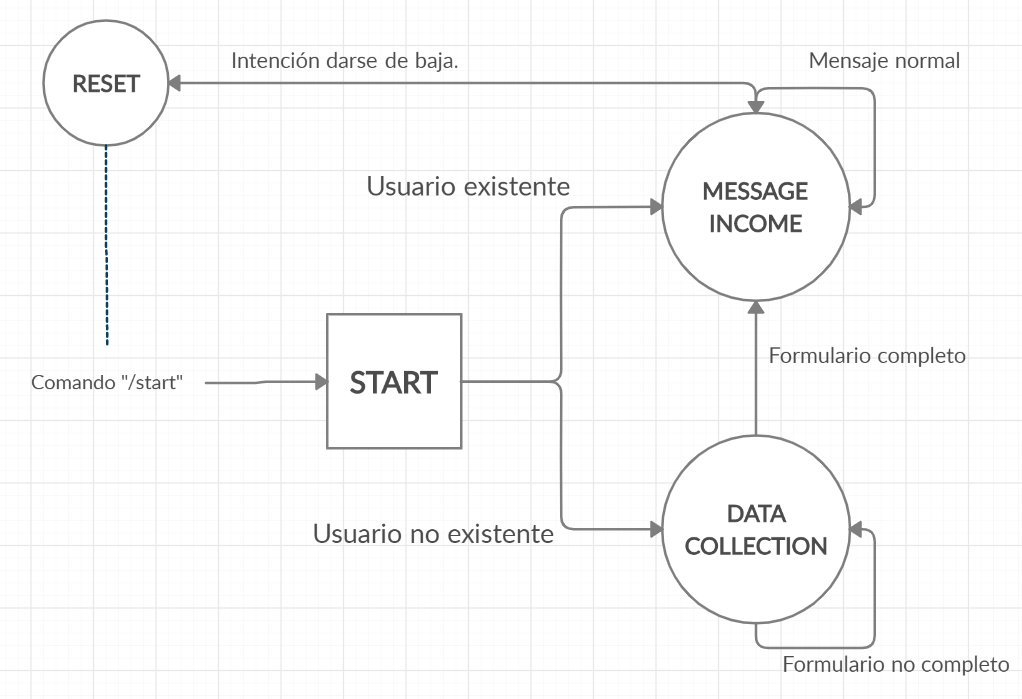 Intención darse de baja.
Mensaje normal
RESET
Usuario existente
MESSAGE
INCOME
Formulario completo
Comando "/start"
START
Usuario no existente
DATA
COLLECTION
Formulario no completo